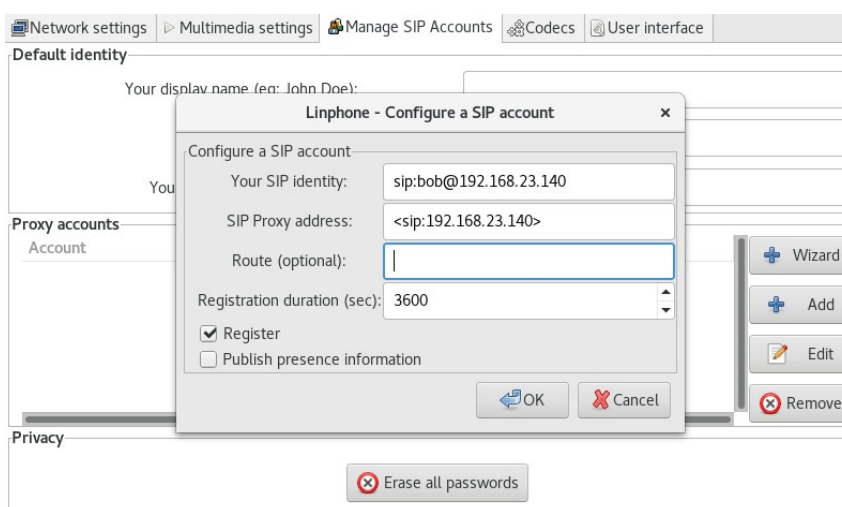 Network settings
Multimedia settings
Manage SIP Accounts
Codecs
User interface
Default identity
Your display name (eg: John Doe):
Linphone - Configure a SIP account
Configure a SIP account
Your SIP identity:
sip:bob@192.168.23.140
You
SIP Proxy address:
<sip:192.168.23.140>
Proxy accounts
Account
Route (optional):
Wizard
Registration duration (sec):
3600
Add
Register
Edit
Publish presence information
OK
Cancel
Remove
Privacy
Erase all passwords